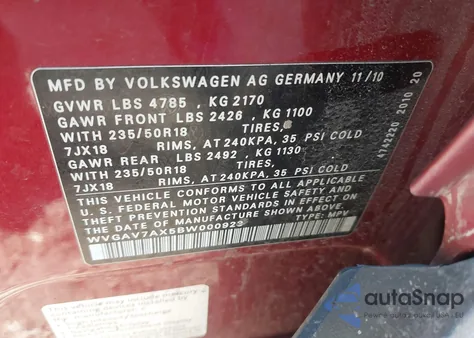 MFD BY VOLKSWAGEN AG GERMANY 11/10
GVWR LBS 4785 , KG 2170
GAWR FRONT LBS 2426 , KG 1100
WITH 235/50R18 TIRES,
7JX18 RIMS, AT 240KPA, 35 PSI COLD
GAWR REAR LBS 2492 , KG 1130
WITH 235/50R18 TIRES,
7JX18 RIMS, AT 240KPA, 35 PSI COLD
THIS VEHICLE CONFORMS TO ALL APPLICABLE
U.S. FEDERAL MOTOR VEHICLE SAFETY AND
THEFT PREVENTION STANDARDS IN EFFECT
ON THE DATE OF MANUFACTURE SHOWN ABOVE
WVGAV7AX5BW000923 TYPE: MPV
4742220 2010 20
autoSnap